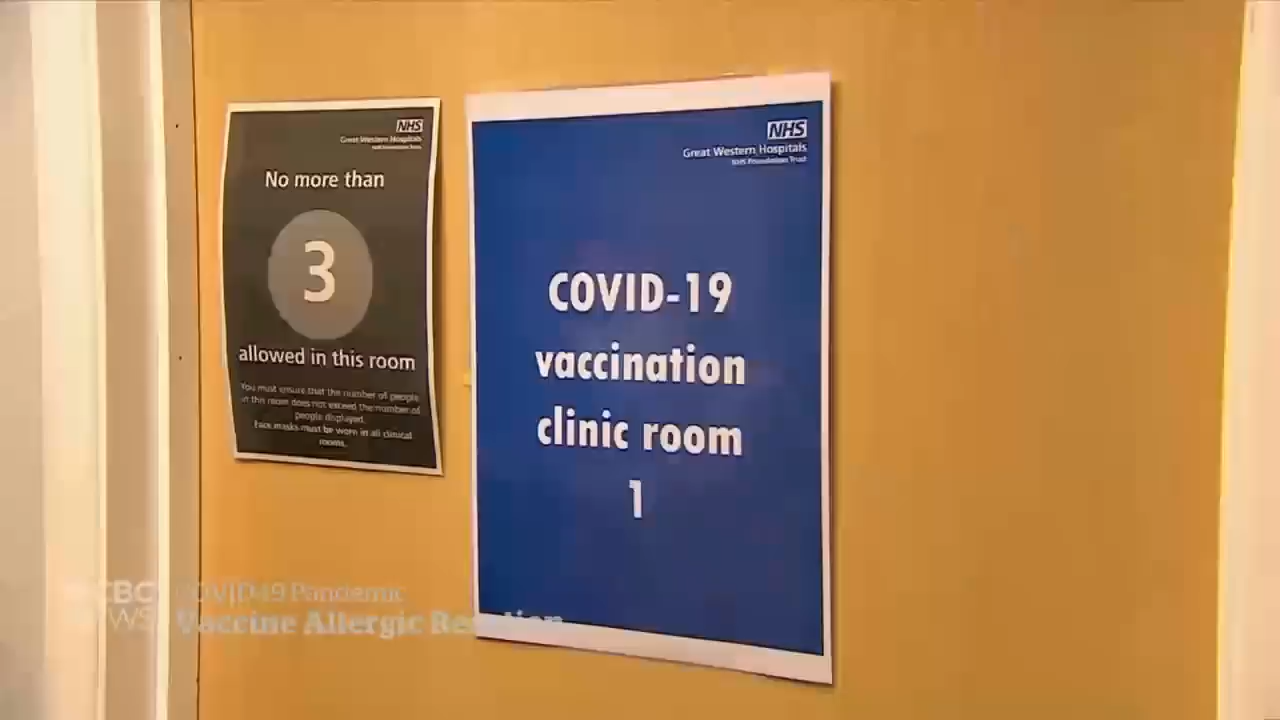 NHS
Great Western Hospitals
NHS Foundation Trust
No more than
3
allowed in this room
You must ensure that the number of people
in this room does not exceed the number of
people displayed.
Face masks must be worn in all clinical
rooms.
NHS
Great Western Hospitals
NHS Foundation Trust
COVID-19
vaccination
clinic room
1
CBC
NEWS
COVID-19 Pandemic
Vaccine Allergic Reaction